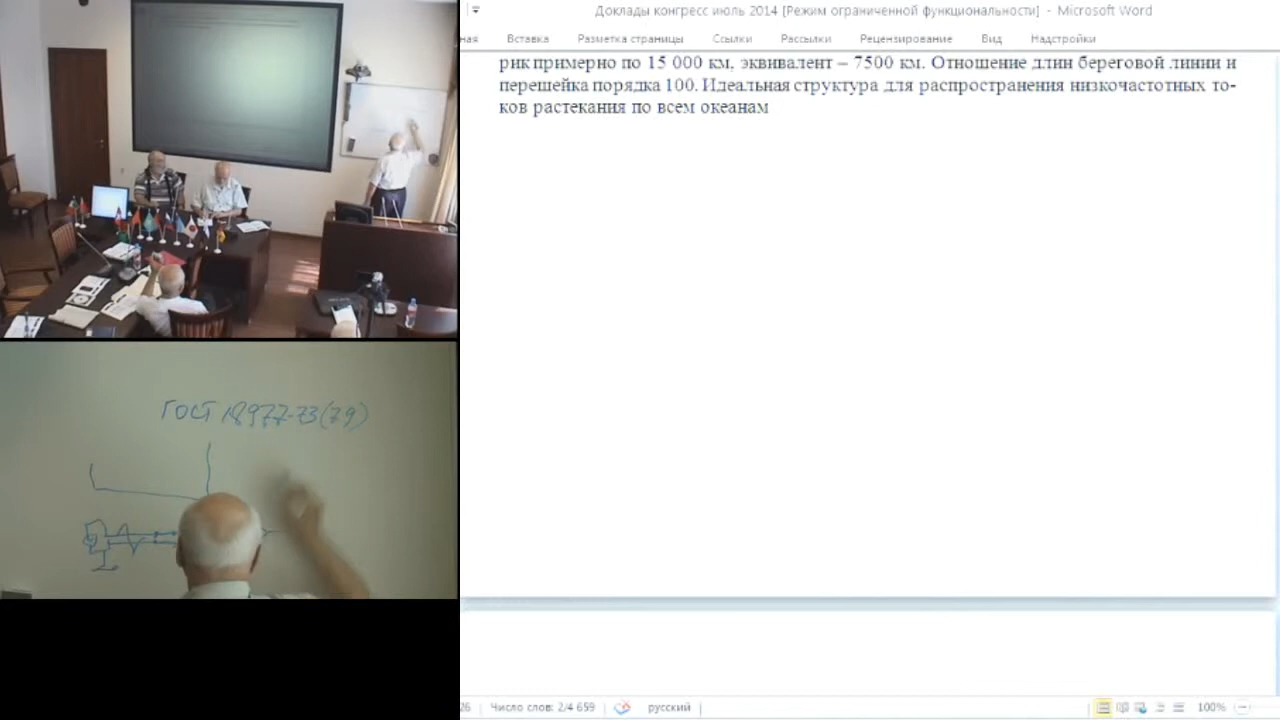 Доклады конгресс июль 2014 [Режим ограниченной функциональности] - Microsoft Word
ная Вставка Разметка страницы Ссылки Рассылки Рецензирование Вид Надстройки
рик примерно по 15 000 км, эквивалент – 7500 км. Отношение длин береговой линии и
перешейка порядка 100. Идеальная структура для распространения низкочастотных то-
ков растекания по всем океанам
ГОСТ 18977-73(79)
26 Число слов: 2/4 659 русский 100%